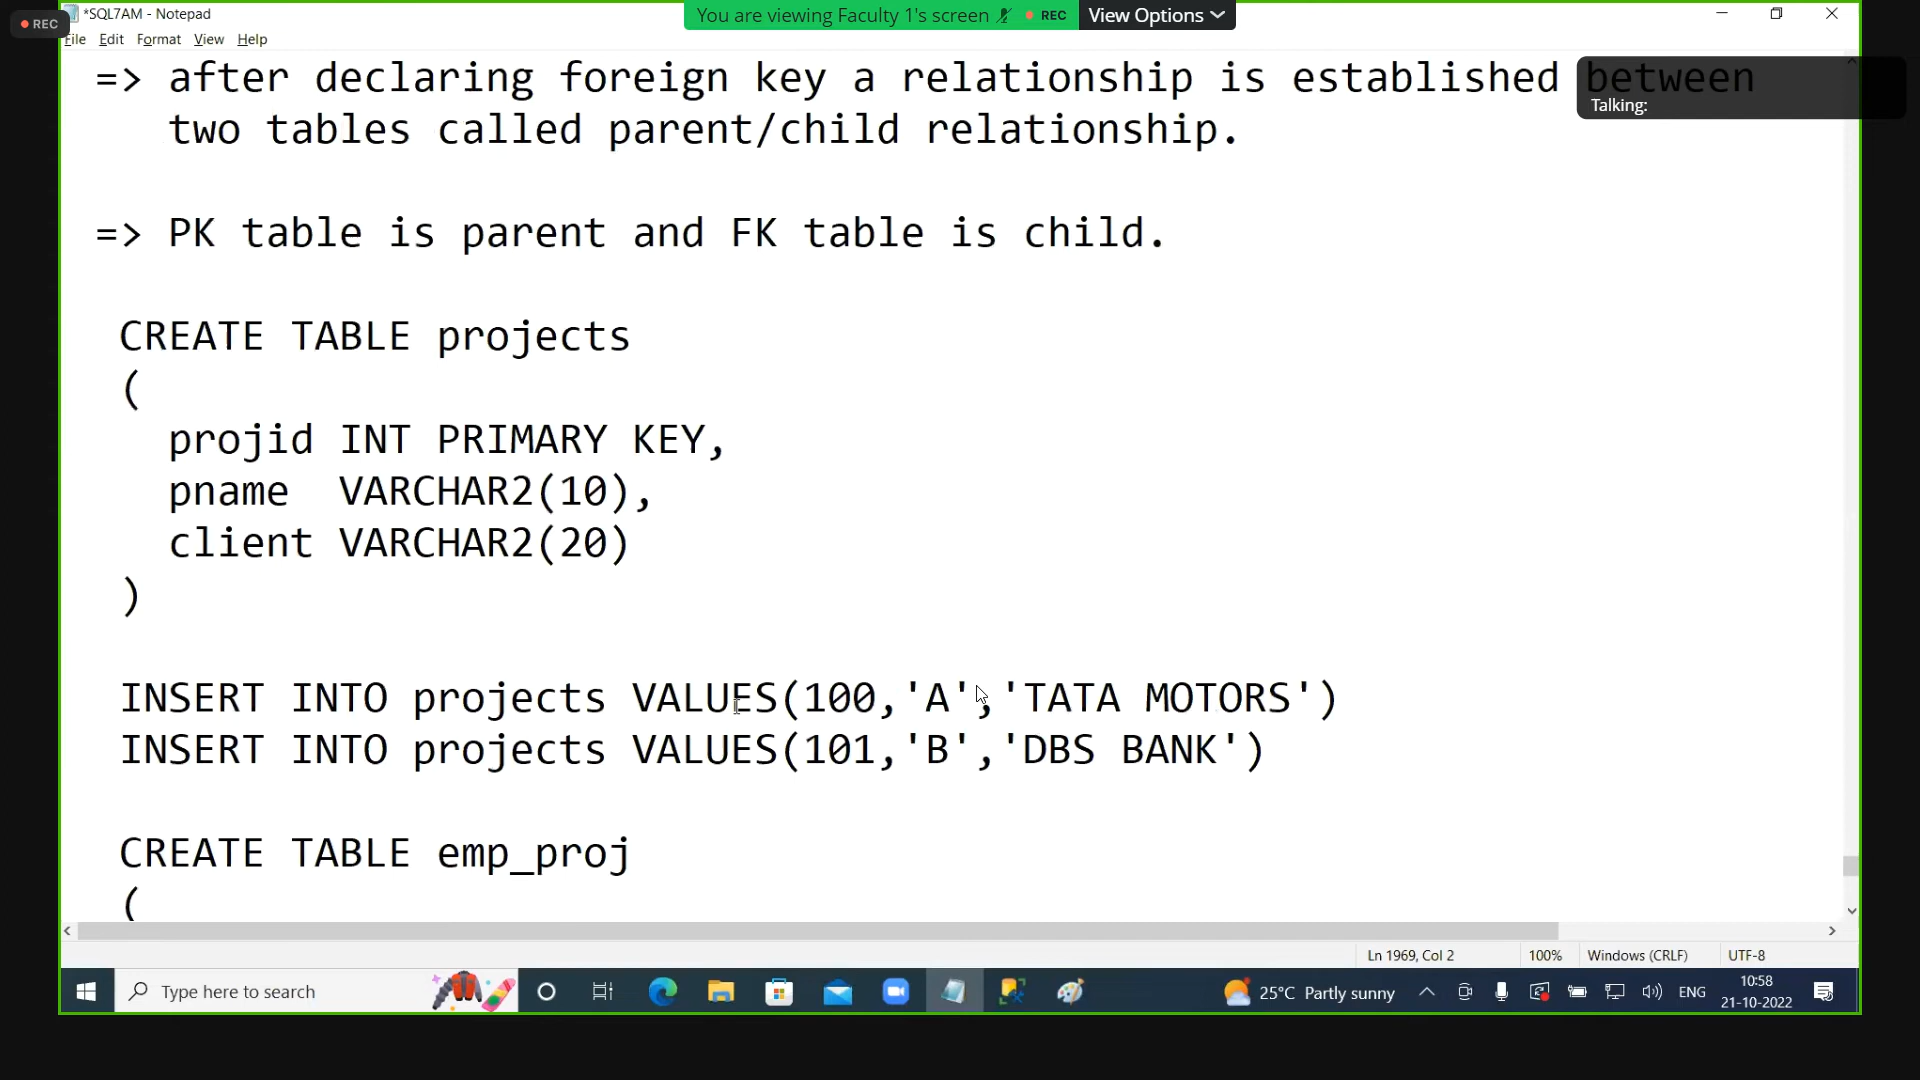 REC
*SQL7AM - Notepad
You are viewing Faculty 1's screen REC View Options
File Edit Format View Help
=> after declaring foreign key a relationship is established between
Talking:
two tables called parent/child relationship.
=> PK table is parent and FK table is child.
CREATE TABLE projects
(
projid INT PRIMARY KEY,
pname VARCHAR2(10),
client VARCHAR2(20)
)
INSERT INTO projects VALUES(100,'A','TATA MOTORS')
INSERT INTO projects VALUES(101,'B','DBS BANK')
CREATE TABLE emp_proj
(
Ln 1969, Col 2 100% Windows (CRLF) UTF-8
Type here to search
25°C Partly sunny
ENG
10:58
21-10-2022